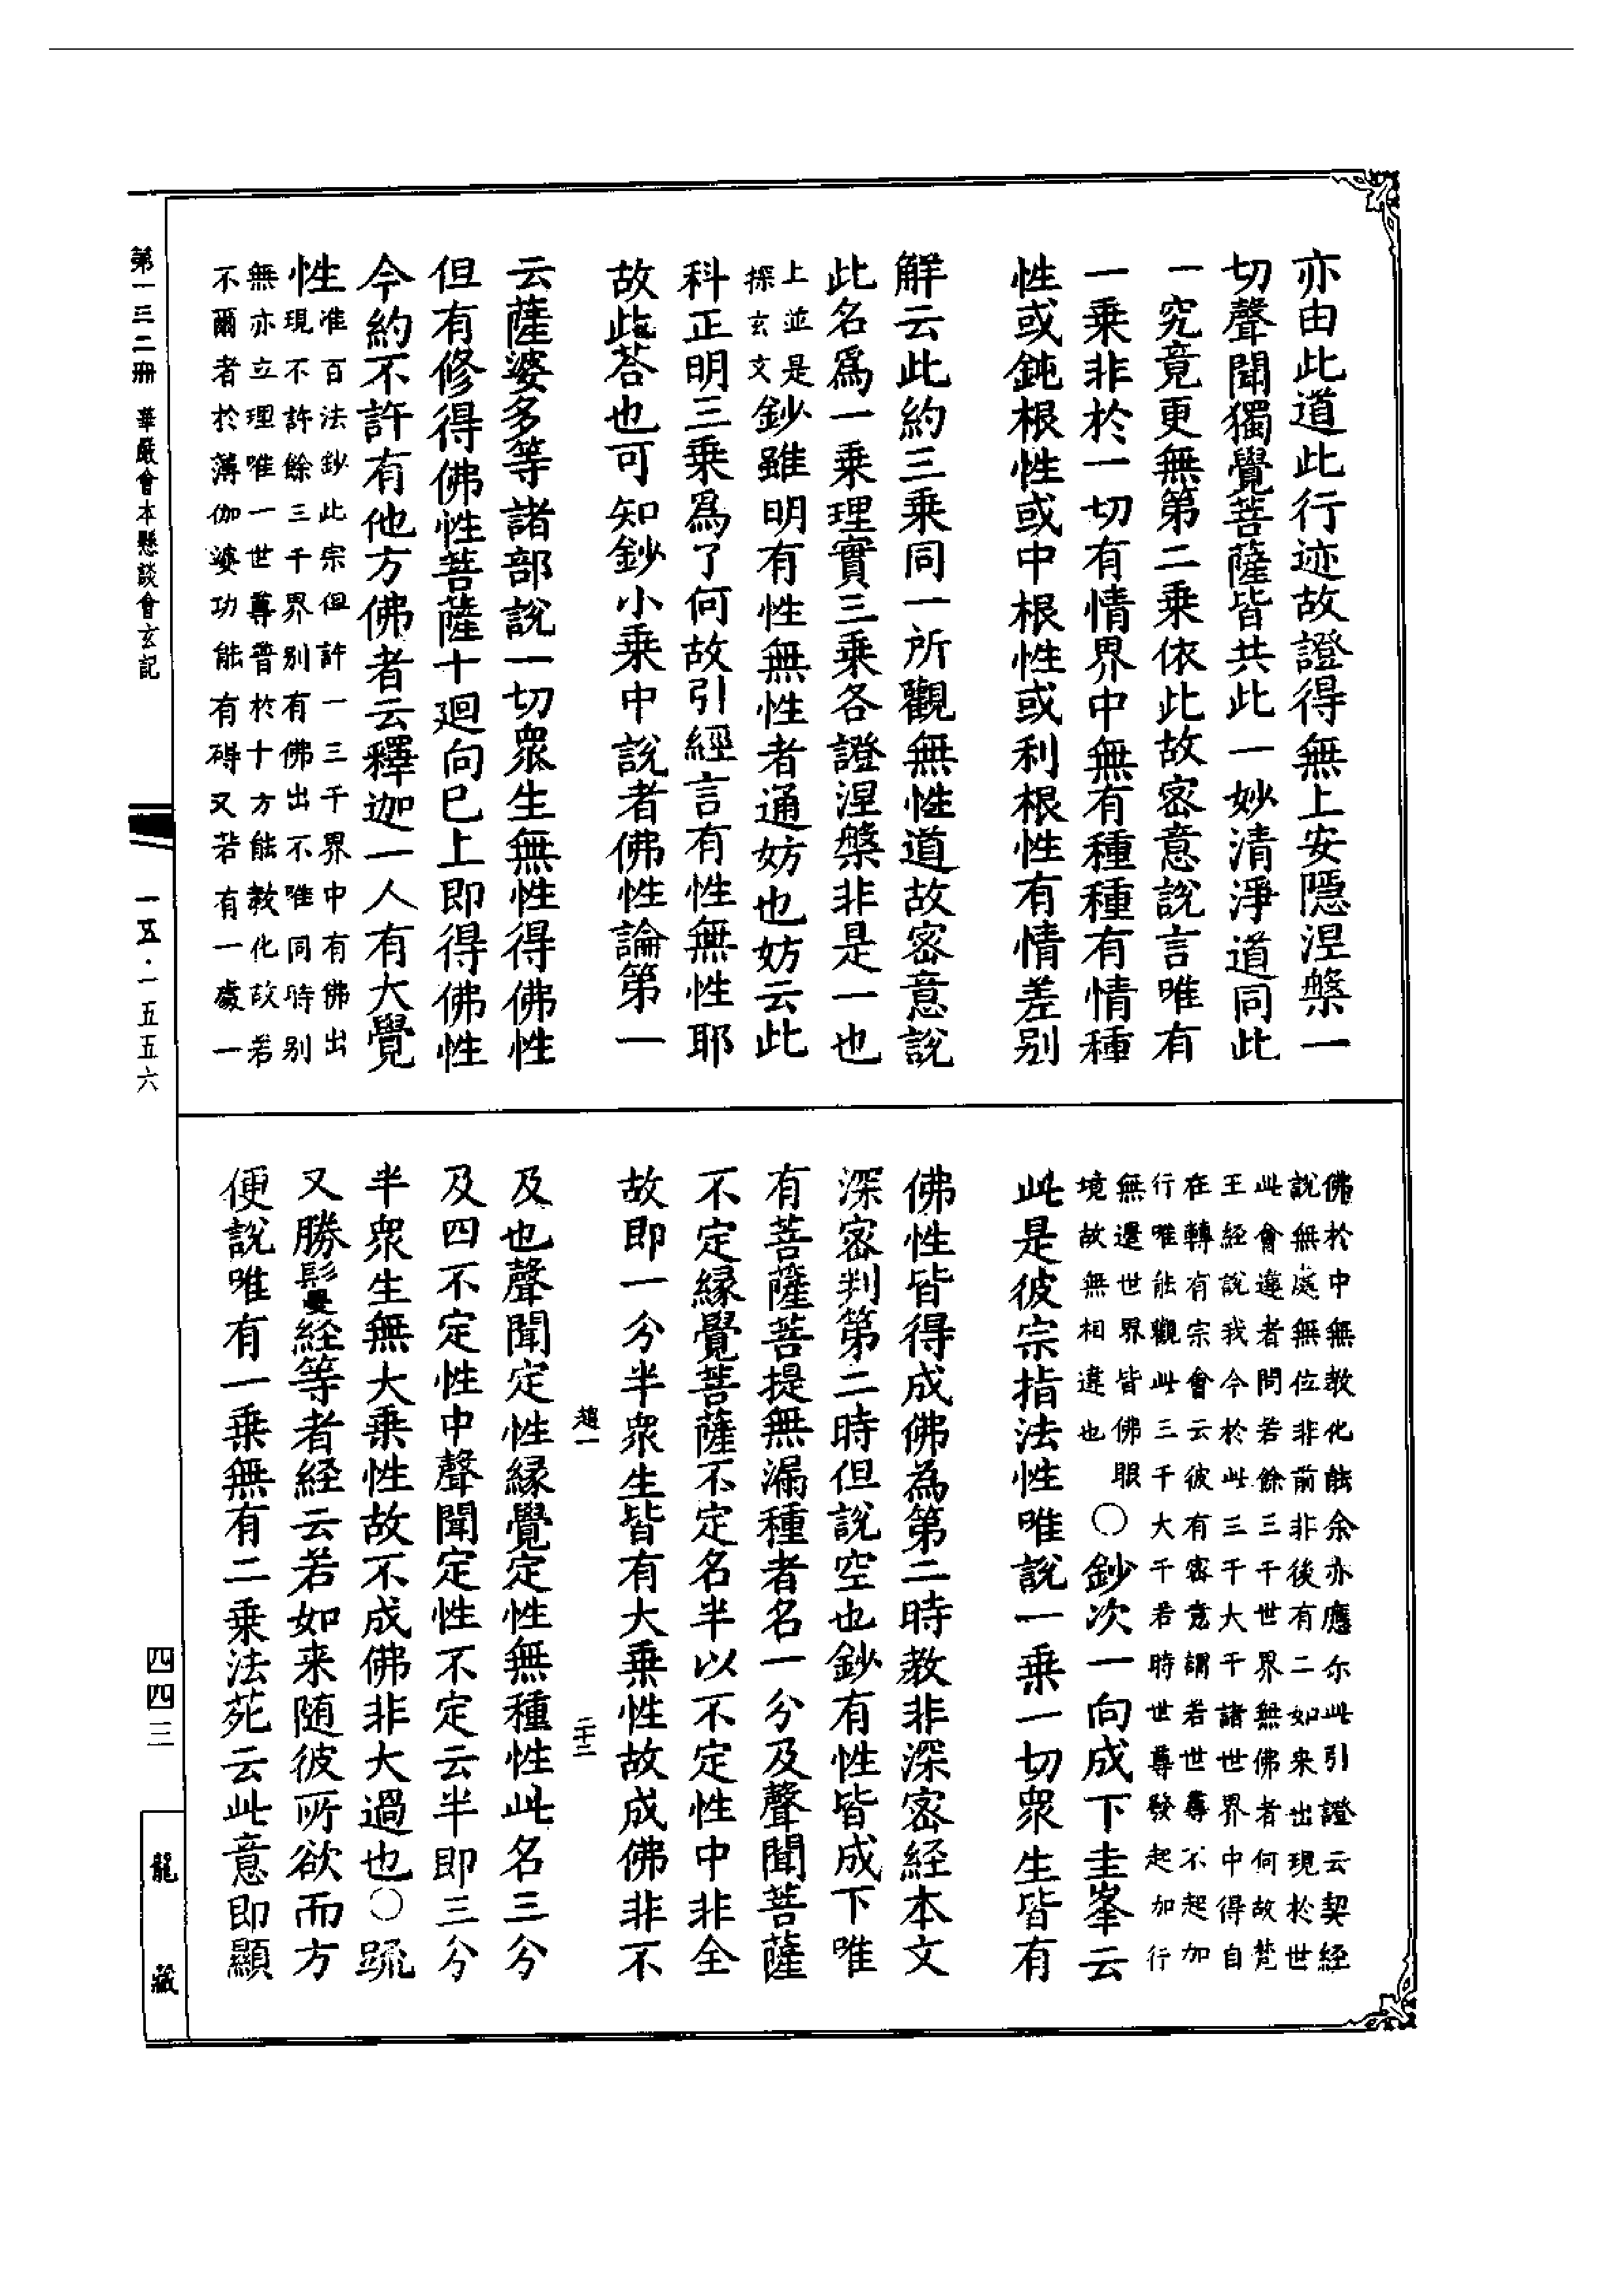 亦由此道此行迹故證得無上安隱涅槃一
切聲聞獨覺菩薩皆共此一妙清淨道同此
一究竟更無第二乘依此故密意說言唯有
一乘非於一切有情界中無有種種有情種
性或鈍根性或中根性或利根性有情差别
解云此約三乘同一所觀無性道故密意說
此名爲一乘理實三乘各證涅槃非是一也
上並是
探玄文
鈔雖明有性無性者通妨也妨云此
科正明三乘爲了何故引經言有性無性耶
故此荅也可知鈔小乘中說者佛性論第一
云薩婆多等諸部說一切衆生無性得佛性
但有修得佛性菩薩十迴向已上即得佛性
今約不許有他方佛者云釋迦一人有大覺
性
准百法鈔此宗但許一三千界中有佛出
現不許餘三千界别有佛出不唯同時别
無亦立理唯一世尊普於十方能教化故若
不爾者於薄伽婆功能有碍又若有一處一
佛於中無教化能余亦應尓此引證云契経
說無處無位非前非後有二如来出現於世
此會違者問若餘三千世界無佛者何故梵
王経說我今於此三千大千諸世界中得自
在轉有宗會云彼有密意謂若世尊不起加
行唯能觀此三千大千若時世尊發起加行
無邊世界皆佛眼
境故無相違也
○鈔次一向成下圭峯云
此是彼宗指法性唯說一乘一切衆生皆有
佛性皆得成佛為第二時教非深密経本文
深密判第二時但說空也鈔有性皆成下唯
有菩薩菩提無漏種者名一分及聲聞菩薩
不定縁覺菩薩不定名半以不定性中非全
故即一分半衆生皆有大乗性故成佛非不
趙一
二十三
及也聲聞定性縁覺定性無種性此名三分
及四不定性中聲聞定性不定云半即三分
半衆生無大乗性故不成佛非大過也○䟽
又勝鬘経等者経云若如来随彼所欲而方
便說唯有一乗無有二乗法苑云此意即顯
第一三二冊 華嚴會本懸談會玄記
一五·一五五六
四四三
龍藏